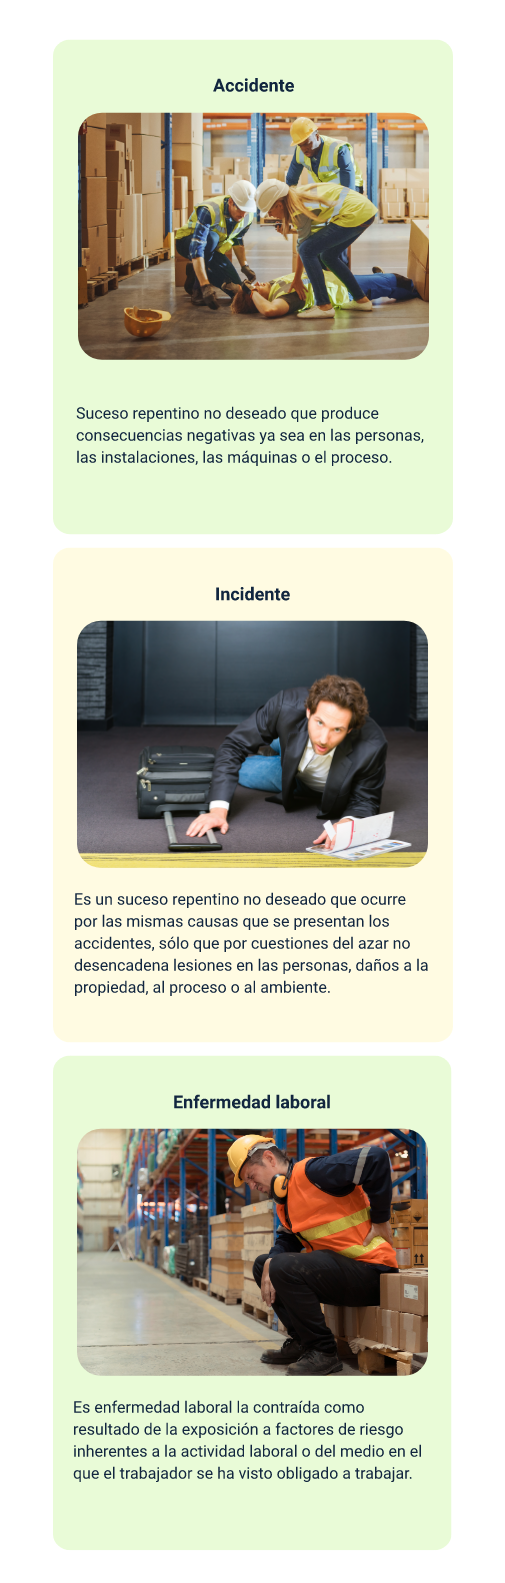 Accidente
Suceso repentino no deseado que produce
consecuencias negativas ya sea en las personas,
las instalaciones, las máquinas o el proceso.
Incidente
Es un suceso repentino no deseado que ocurre
por las mismas causas que se presentan los
accidentes, sólo que por cuestiones del azar no
desencadena lesiones en las personas, daños a la
propiedad, al proceso o al ambiente.
Enfermedad laboral
Es enfermedad laboral la contraída como
resultado de la exposición a factores de riesgo
inherentes a la actividad laboral o del medio en el
que el trabajador se ha visto obligado a trabajar.